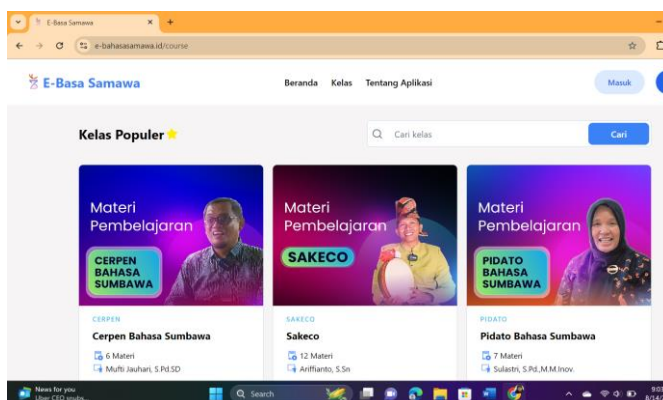 E-Basa Samawa
e-bahasasamawa.id/course
E-Basa Samawa
Beranda Kelas Tentang Aplikasi
Masuk
Kelas Populer
Cari kelas
Cari
Materi
Pembelajaran
CERPEN
BAHASA
SUMBAWA
CERPEN
Cerpen Bahasa Sumbawa
6 Materi
Mufti Jauhari, S.Pd.SD
Materi
Pembelajaran
SAKECO
SAKECO
Sakeco
12 Materi
Ariffianto, S.Sn
Materi
Pembelajaran
PIDATO
BAHASA
SUMBAWA
PIDATO
Pidato Bahasa Sumbawa
7 Materi
Sulastri, S.Pd.,M.M.Inov.
News for you
Uber CEO
Search